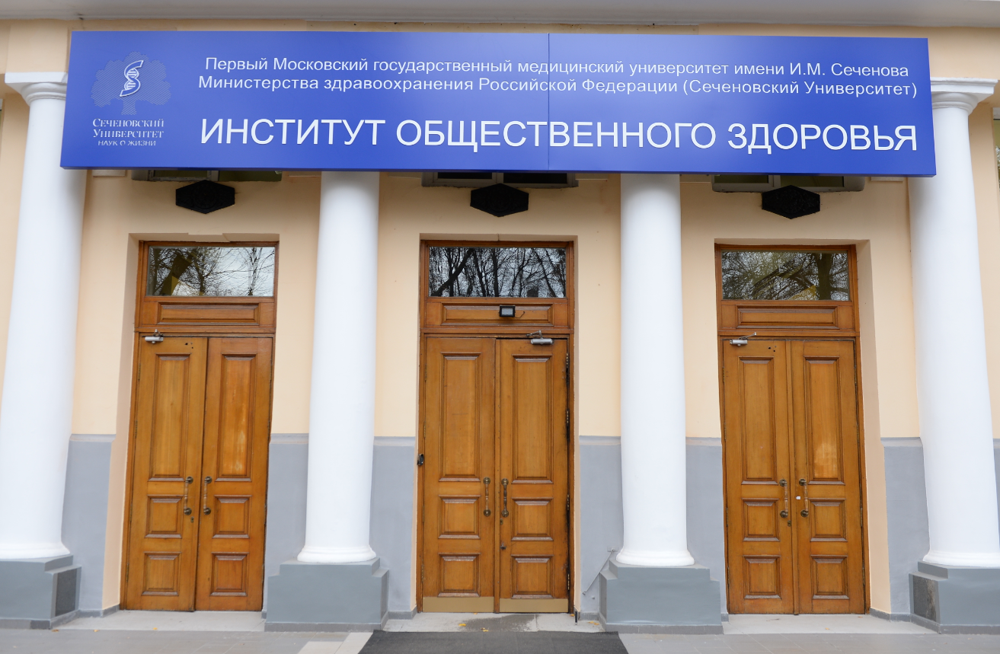 Первый Московский государственный медицинский университет имени И.М. Сеченова
Министерства здравоохранения Российской Федерации (Сеченовский Университет)
ИНСТИТУТ ОБЩЕСТВЕННОГО ЗДОРОВЬЯ
Сеченовский
Университет
НАУК О ЖИЗНИ